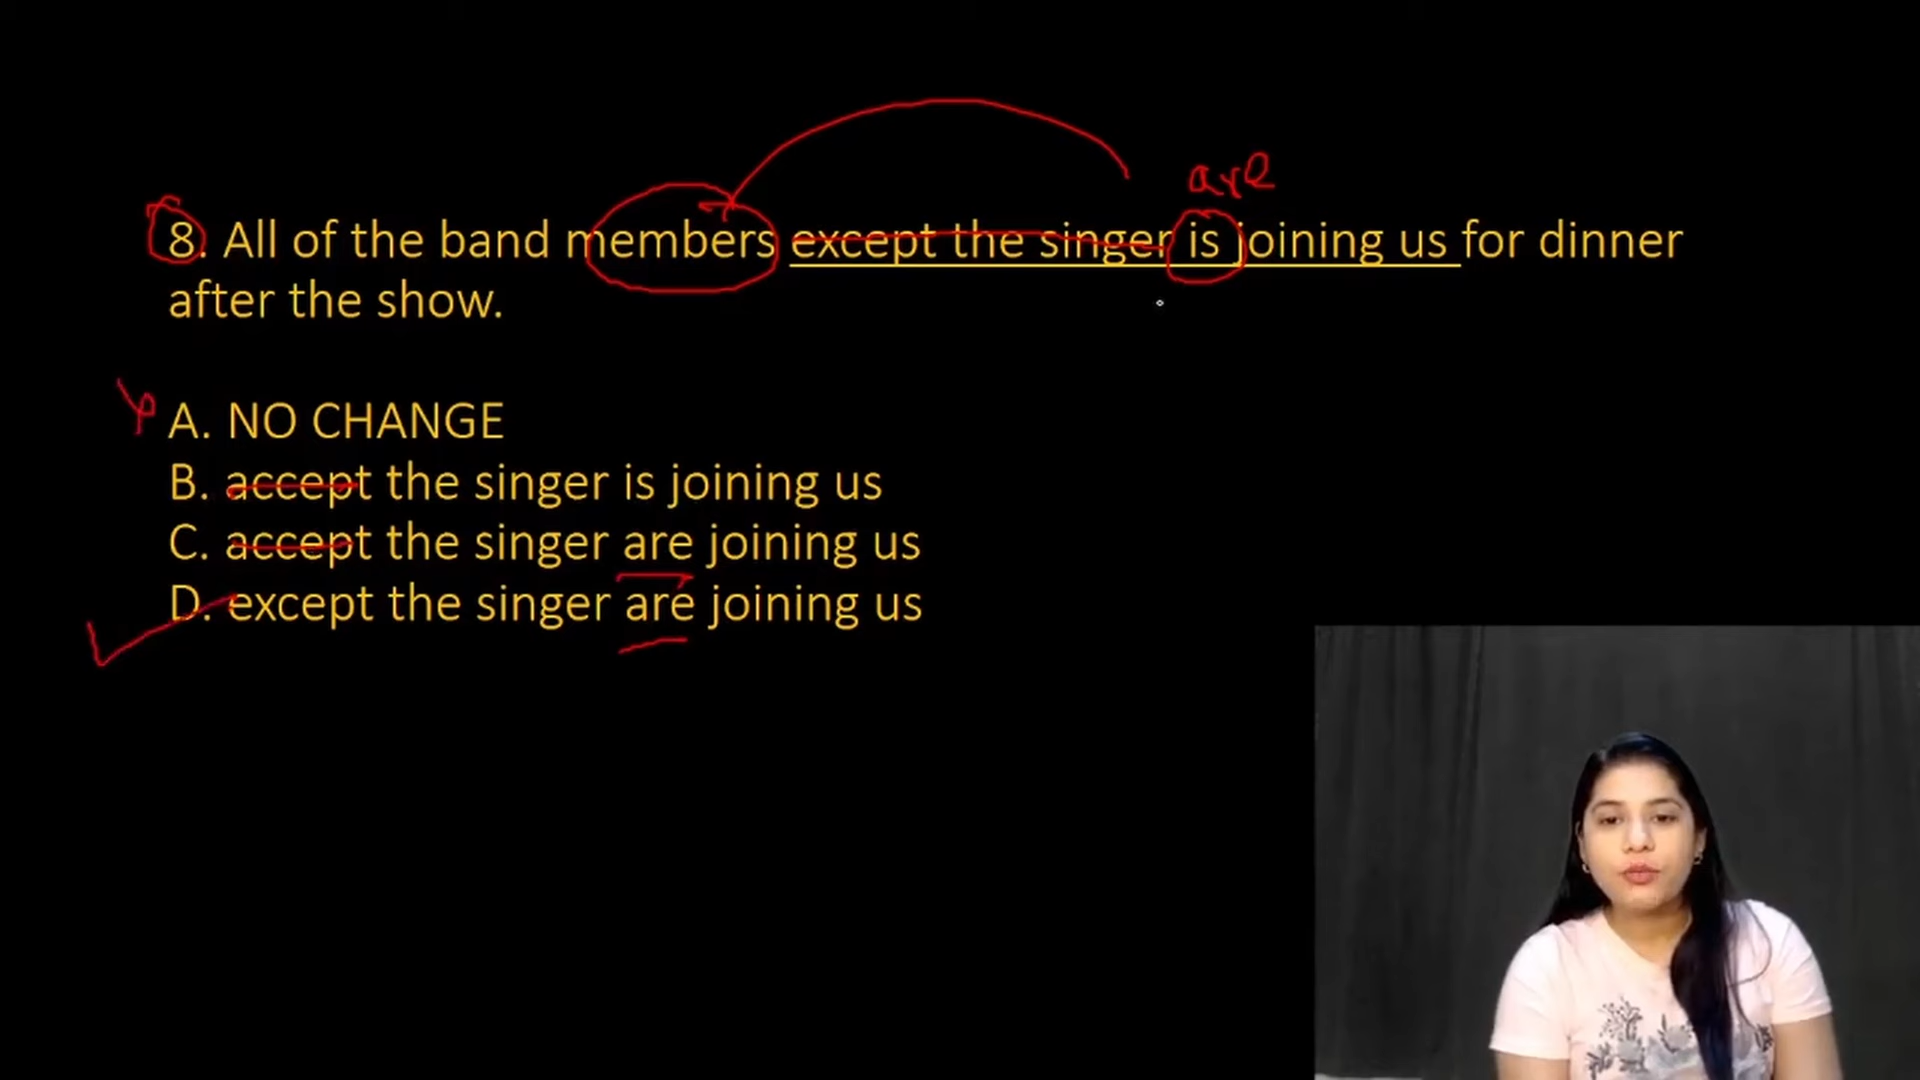 are
8. All of the band members except the singer is joining us for dinner
after the show.
A. NO CHANGE
B. accept the singer is joining us
C. accept the singer are joining us
D. except the singer are joining us